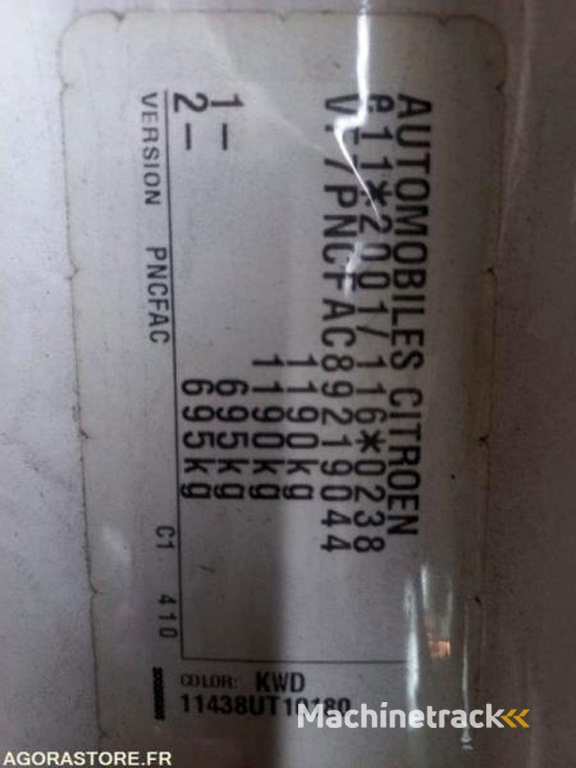 AUTOMOBILES CITROEN
e11*2001/116*0238
VF7PNCFAC89219044
1190kg
1190kg
1- 695kg
2- 695kg
VERSION PNCFAC C1 410
COLOR: KWD
11438UT10180
Machinetrack
AGORASTORE.FR